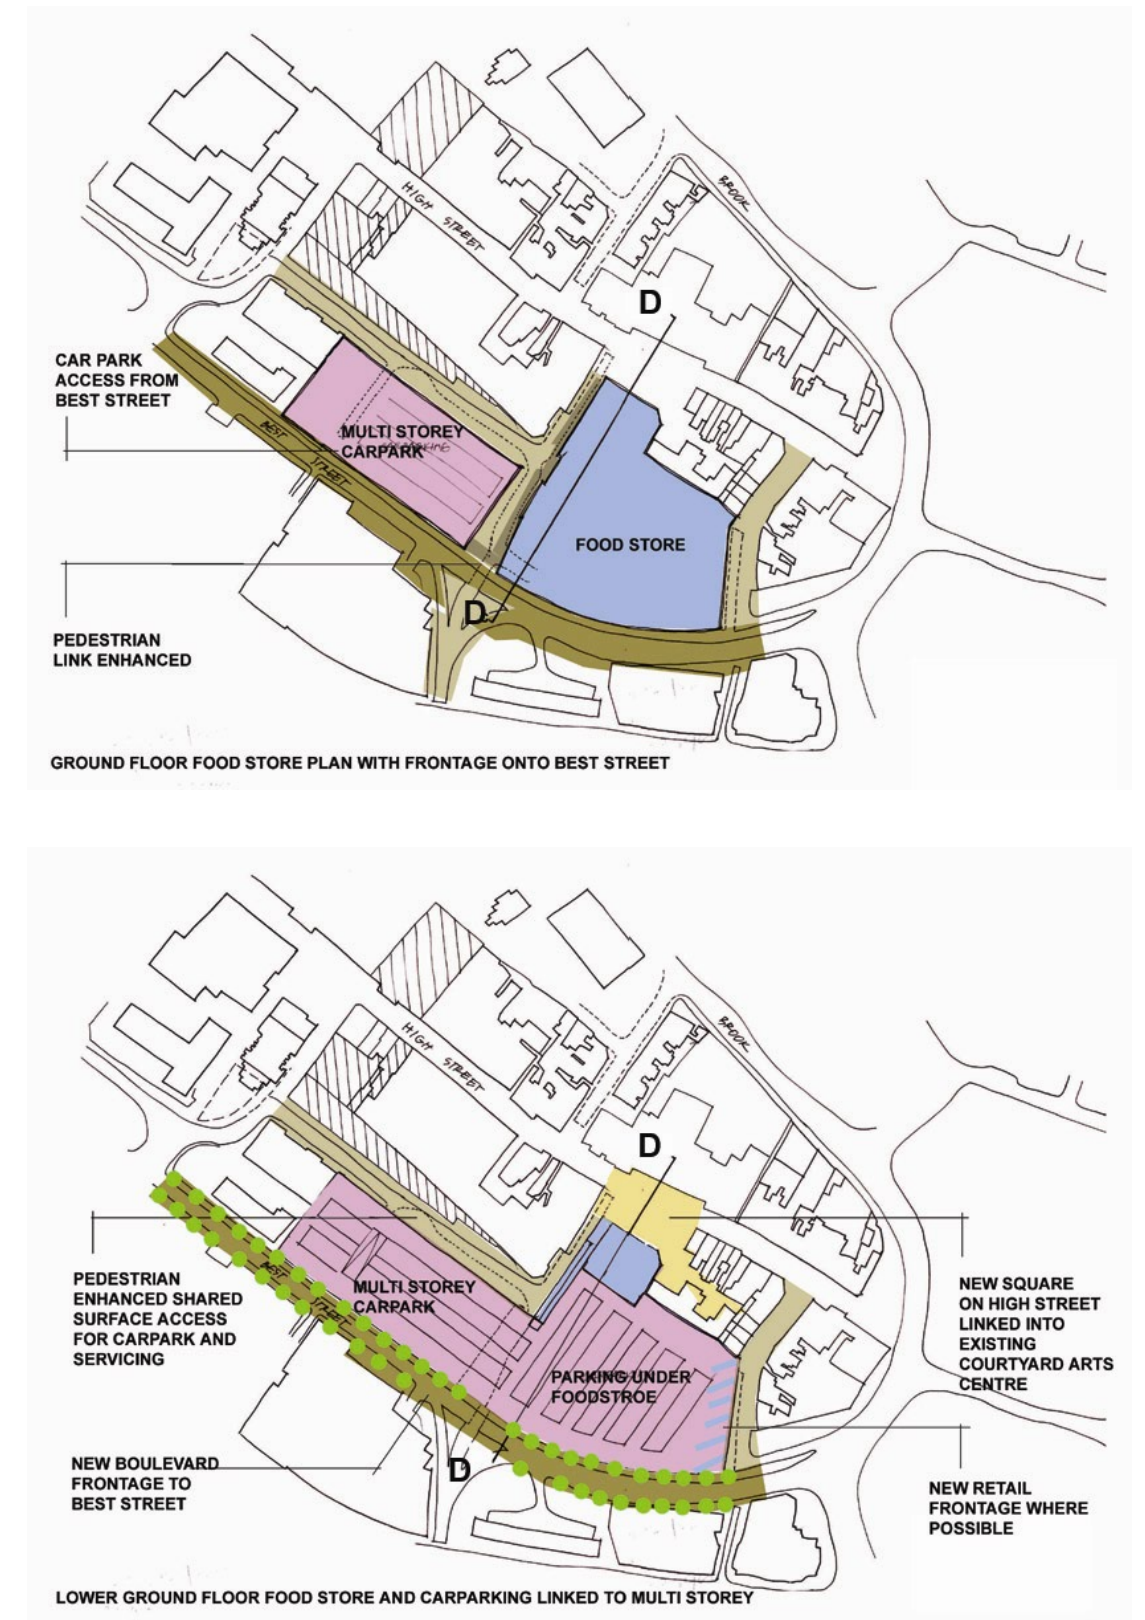 BROOK
HIGH STREET
D
CAR PARK
ACCESS FROM
BEST STREET
MULTI STOREY
CARPARK
BEST
STREET
FOOD STORE
D
PEDESTRIAN
LINK ENHANCED
GROUND FLOOR FOOD STORE PLAN WITH FRONTAGE ONTO BEST STREET
BROOK
HIGH STREET
D
BEST
STREET
PEDESTRIAN
ENHANCED SHARED
SURFACE ACCESS
FOR CARPARK AND
SERVICING
MULTI STOREY
CARPARK
NEW SQUARE
ON HIGH STREET
LINKED INTO
EXISTING
COURTYARD ARTS
CENTRE
PARKING UNDER
FOODSTROE
NEW BOULEVARD
FRONTAGE TO
BEST STREET
D
NEW RETAIL
FRONTAGE WHERE
POSSIBLE
LOWER GROUND FLOOR FOOD STORE AND CARPARKING LINKED TO MULTI STOREY